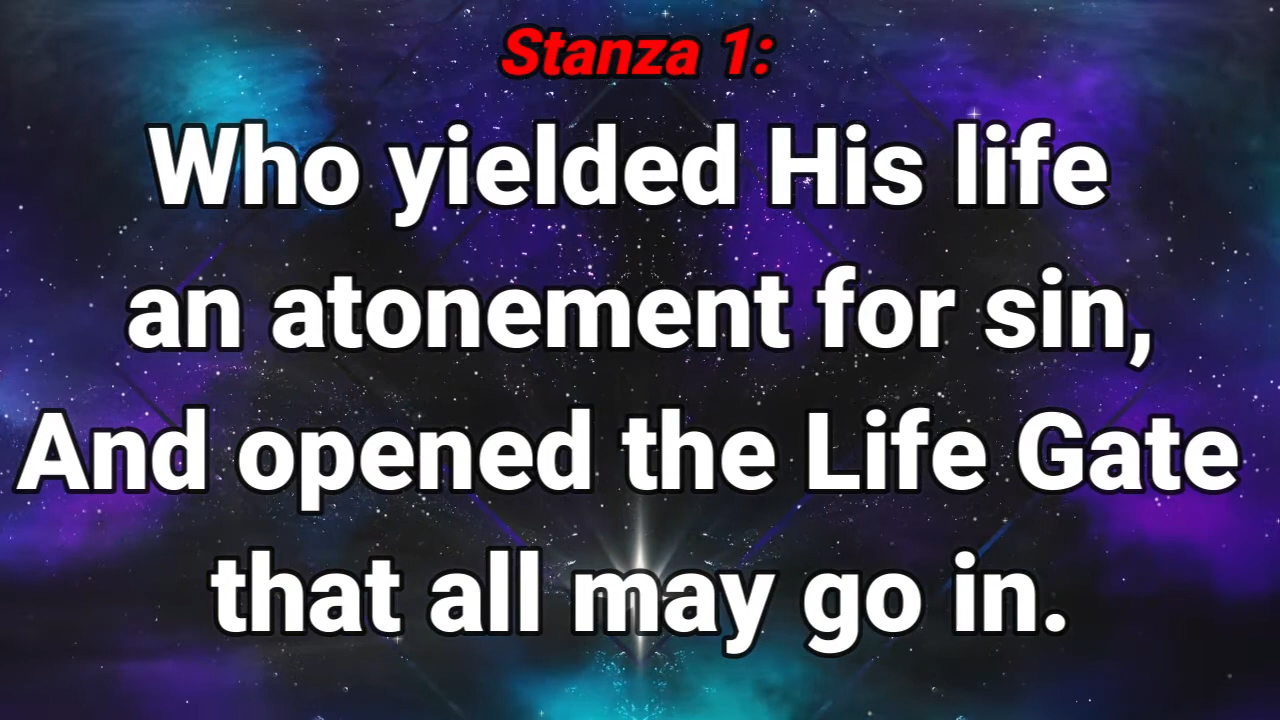 Stanza 1:
Who yielded His life
an atonement for sin,
And opened the Life Gate
that all may go in.